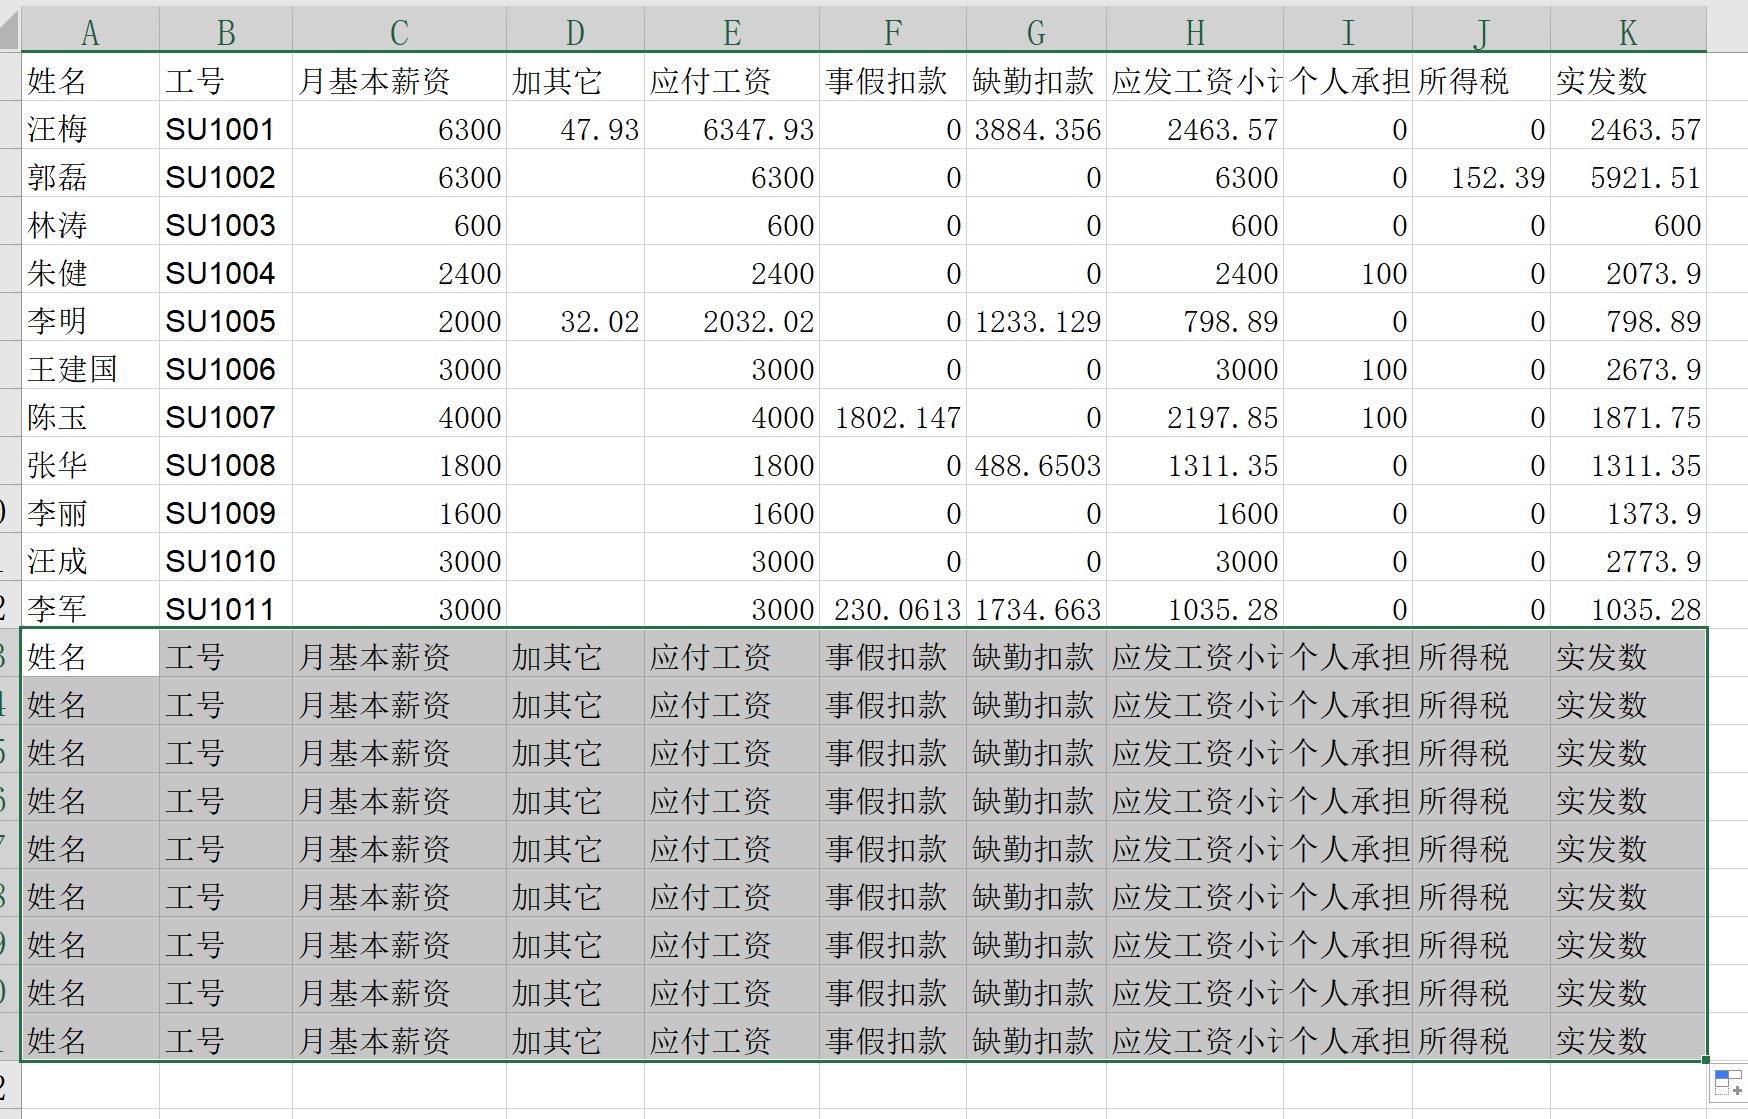 A B C D E F G H I J K
姓名 工号 月基本薪资 加其它 应付工资 事假扣款 缺勤扣款 应发工资小计 个人承担 所得税 实发数
汪梅 SU1001 6300 47.93 6347.93 0 3884.356 2463.57 0 0 2463.57
郭磊 SU1002 6300 6300 0 0 6300 0 152.39 5921.51
林涛 SU1003 600 600 0 0 600 0 0 600
朱健 SU1004 2400 2400 0 0 2400 100 0 2073.9
李明 SU1005 2000 32.02 2032.02 0 1233.129 798.89 0 0 798.89
王建国 SU1006 3000 3000 0 0 3000 100 0 2673.9
陈玉 SU1007 4000 4000 1802.147 0 2197.85 100 0 1871.75
张华 SU1008 1800 1800 0 488.6503 1311.35 0 0 1311.35
李丽 SU1009 1600 1600 0 0 1600 0 0 1373.9
汪成 SU1010 3000 3000 0 0 3000 0 0 2773.9
李军 SU1011 3000 3000 230.0613 1734.663 1035.28 0 0 1035.28
姓名 工号 月基本薪资 加其它 应付工资 事假扣款 缺勤扣款 应发工资小计 个人承担 所得税 实发数
姓名 工号 月基本薪资 加其它 应付工资 事假扣款 缺勤扣款 应发工资小计 个人承担 所得税 实发数
姓名 工号 月基本薪资 加其它 应付工资 事假扣款 缺勤扣款 应发工资小计 个人承担 所得税 实发数
姓名 工号 月基本薪资 加其它 应付工资 事假扣款 缺勤扣款 应发工资小计 个人承担 所得税 实发数
姓名 工号 月基本薪资 加其它 应付工资 事假扣款 缺勤扣款 应发工资小计 个人承担 所得税 实发数
姓名 工号 月基本薪资 加其它 应付工资 事假扣款 缺勤扣款 应发工资小计 个人承担 所得税 实发数
姓名 工号 月基本薪资 加其它 应付工资 事假扣款 缺勤扣款 应发工资小计 个人承担 所得税 实发数
姓名 工号 月基本薪资 加其它 应付工资 事假扣款 缺勤扣款 应发工资小计 个人承担 所得税 实发数
姓名 工号 月基本薪资 加其它 应付工资 事假扣款 缺勤扣款 应发工资小计 个人承担 所得税 实发数